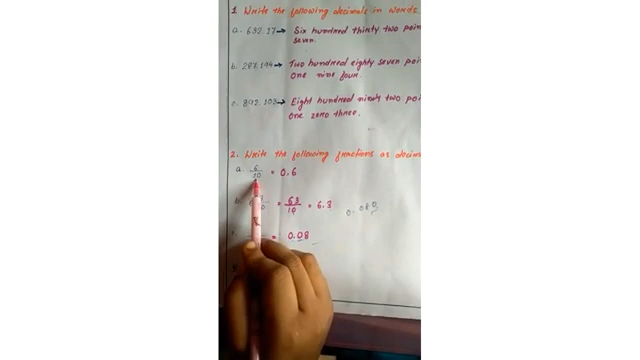 1. Write the following decimals in words
a. 632.17 → Six hundred thirty two poin
seven.
b. 287.194 → Two hundred eighty seven poi
One nine four.
c. 892.103 → Eight hundred ninety two po
one zero three.
2. Write the following fractions as decim
a. 6/10 = 0.6
b. = 63/10 = 6.3
0.080
c. = 0.08